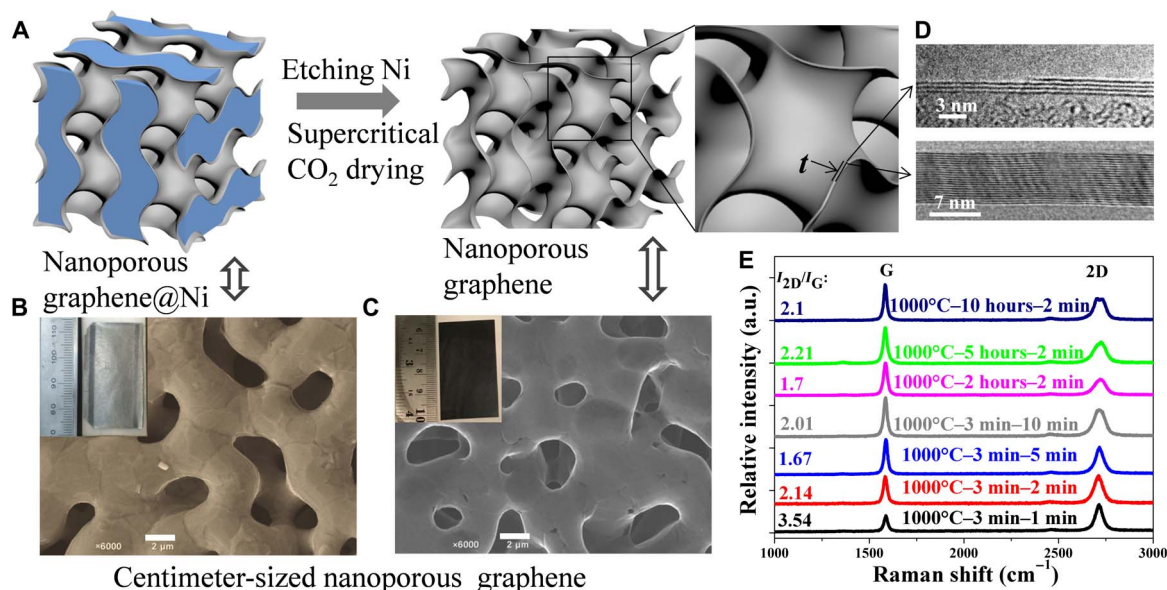 A
Etching Ni
Supercritical
CO₂ drying
t
D
3 nm
7 nm
Nanoporous
graphene@Ni
Nanoporous
graphene
B
×6000
2 μm
C
×6000
2 μm
Centimeter-sized nanoporous graphene
E
I2D/IG:
G
2D
2.1
1000°C–10 hours–2 min
2.21
1000°C–5 hours–2 min
1.7
1000°C–2 hours–2 min
2.01
1000°C–3 min–10 min
1.67
1000°C–3 min–5 min
2.14
1000°C–3 min–2 min
3.54
1000°C–3 min–1 min
Relative intensity (a.u.)
1000
1500
2000
2500
3000
Raman shift (cm⁻¹)